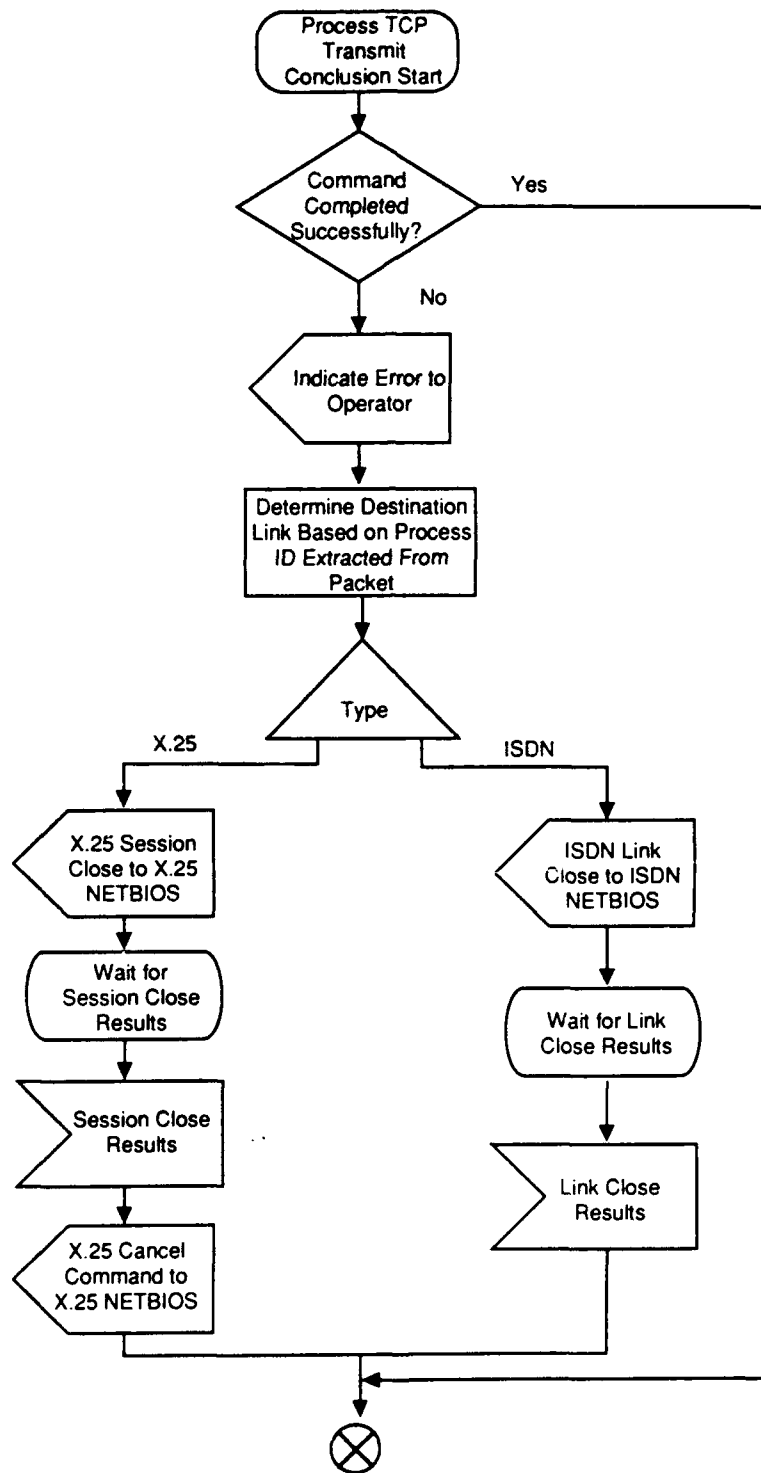 Process TCP
Transmit
Conclusion Start
Command
Completed
Successfully?
Yes
No
Indicate Error to
Operator
Determine Destination
Link Based on Process
ID Extracted From
Packet
Type
X.25
ISDN
X.25 Session
Close to X.25
NETBIOS
Wait for
Session Close
Results
Session Close
Results
X.25 Cancel
Command to
X.25 NETBIOS
ISDN Link
Close to ISDN
NETBIOS
Wait for Link
Close Results
Link Close
Results